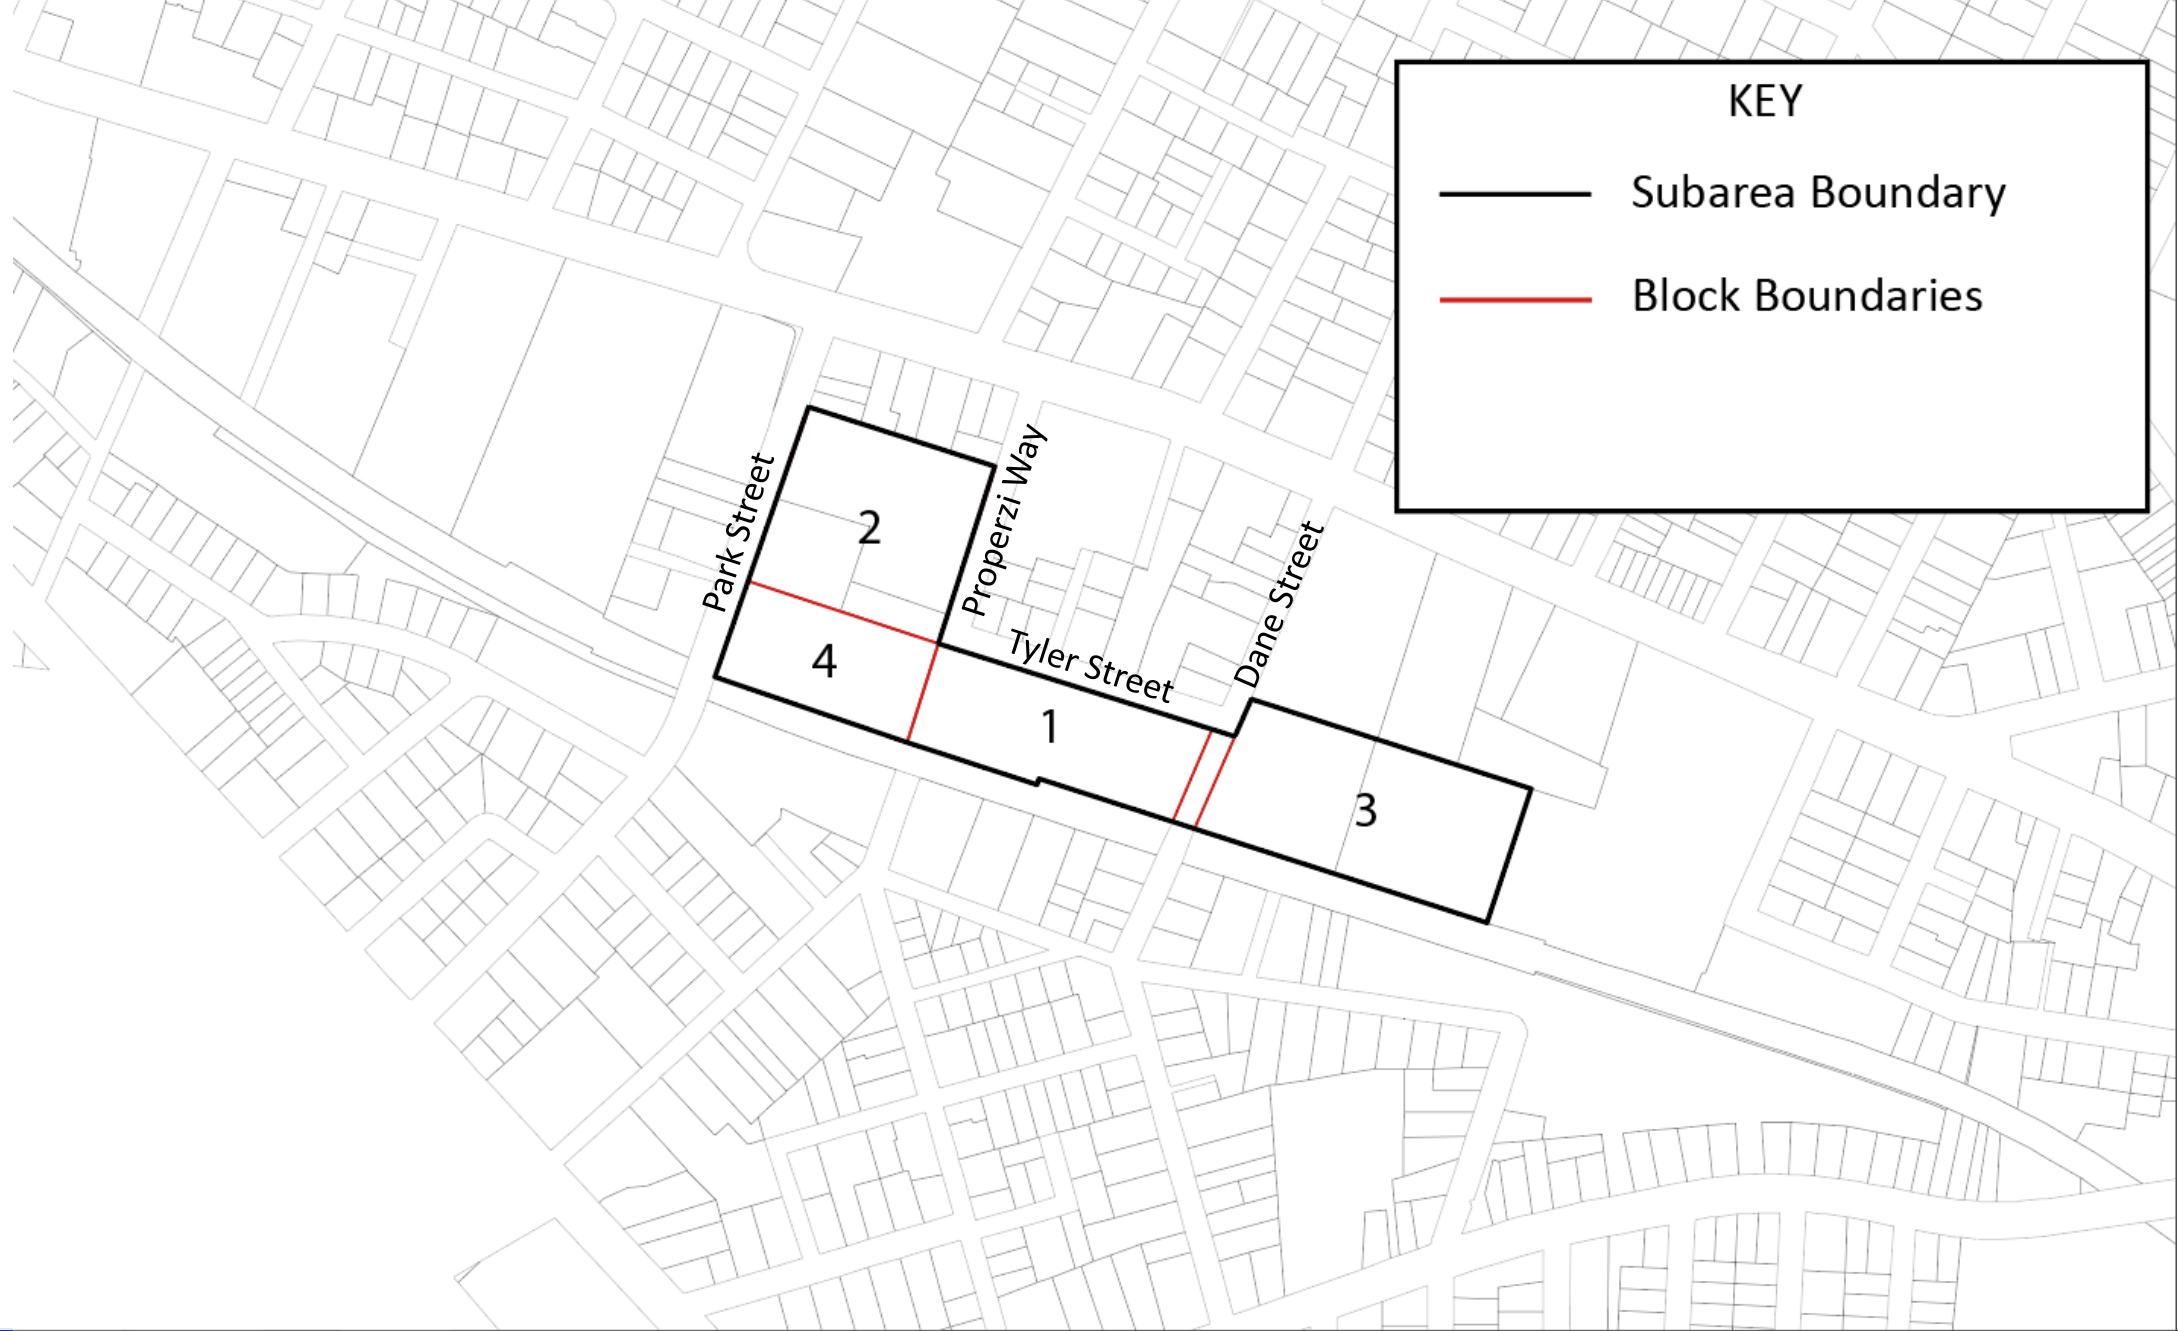 KEY
Subarea Boundary
Block Boundaries
Park Street
2
Properzi Way
4
Tyler Street
1
Dane Street
3